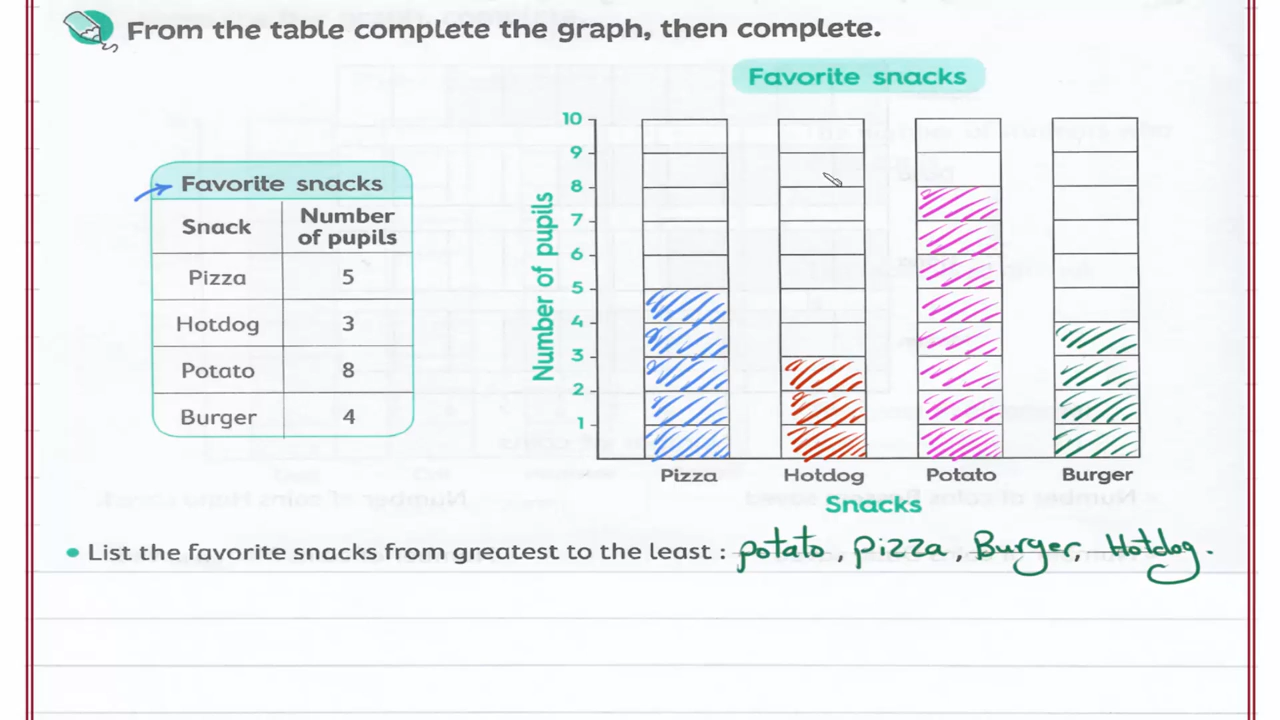 From the table complete the graph, then complete.
Favorite snacks
Favorite snacks
Snack
Number of pupils
Pizza 5
Hotdog 3
Potato 8
Burger 4
Number of pupils
10
9
8
7
6
5
4
3
2
1
Pizza Hotdog Potato Burger
Snacks
• List the favorite snacks from greatest to the least : potato, pizza, Burger, Hotdog.